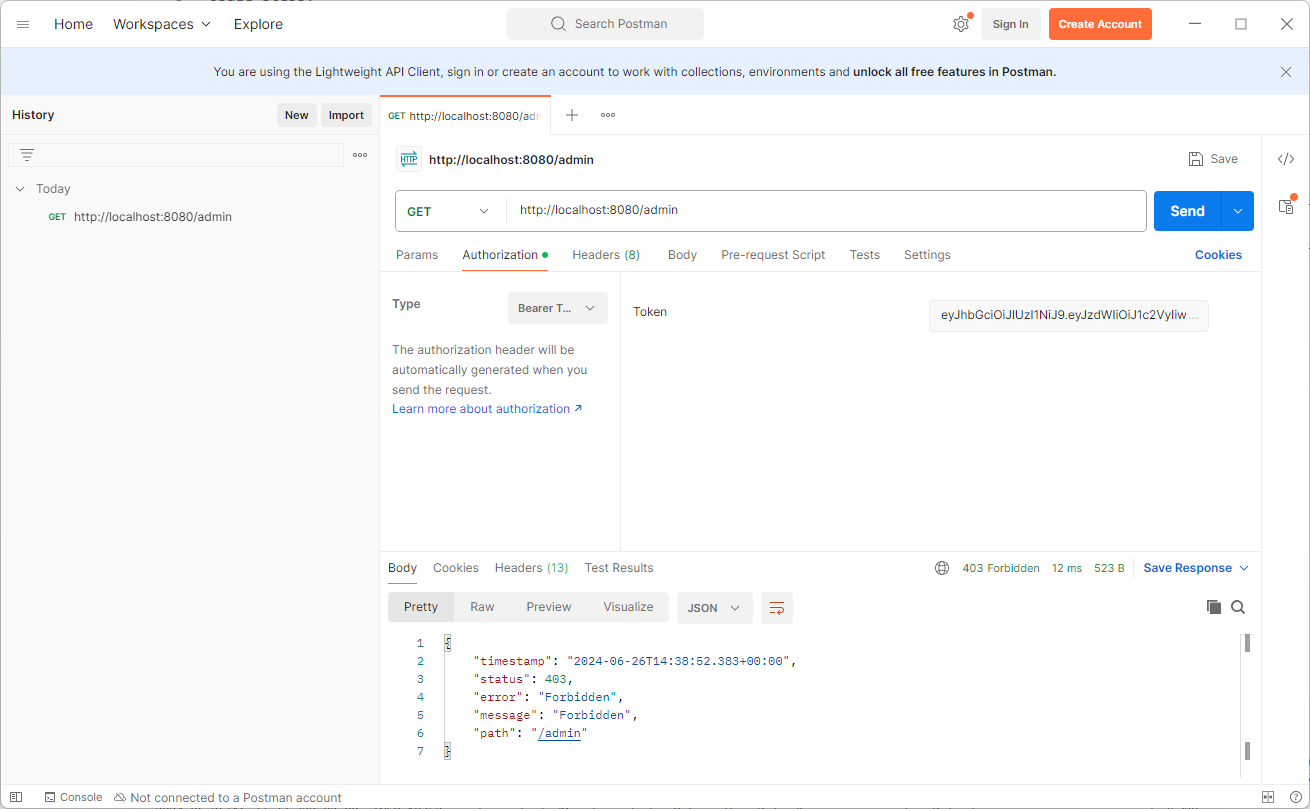 Home Workspaces Explore Search Postman Sign In Create Account
You are using the Lightweight API Client, sign in or create an account to work with collections, environments and unlock all free features in Postman.
History New Import
GET http://localhost:8080/adm
Today
GET http://localhost:8080/admin
HTTP http://localhost:8080/admin Save
GET http://localhost:8080/admin Send
Params Authorization Headers (8) Body Pre-request Script Tests Settings Cookies
Type Bearer T...
The authorization header will be
automatically generated when you
send the request.
Learn more about authorization ↗
Token eyJhbGciOiJIUzI1NiJ9.eyJzdWIiOiJ1c2VyIiw...
Body Cookies Headers (13) Test Results 403 Forbidden 12 ms 523 B Save Response
Pretty Raw Preview Visualize JSON
1 {
2 "timestamp": "2024-06-26T14:38:52.383+00:00",
3 "status": 403,
4 "error": "Forbidden",
5 "message": "Forbidden",
6 "path": "/admin"
7 }
Console Not connected to a Postman account